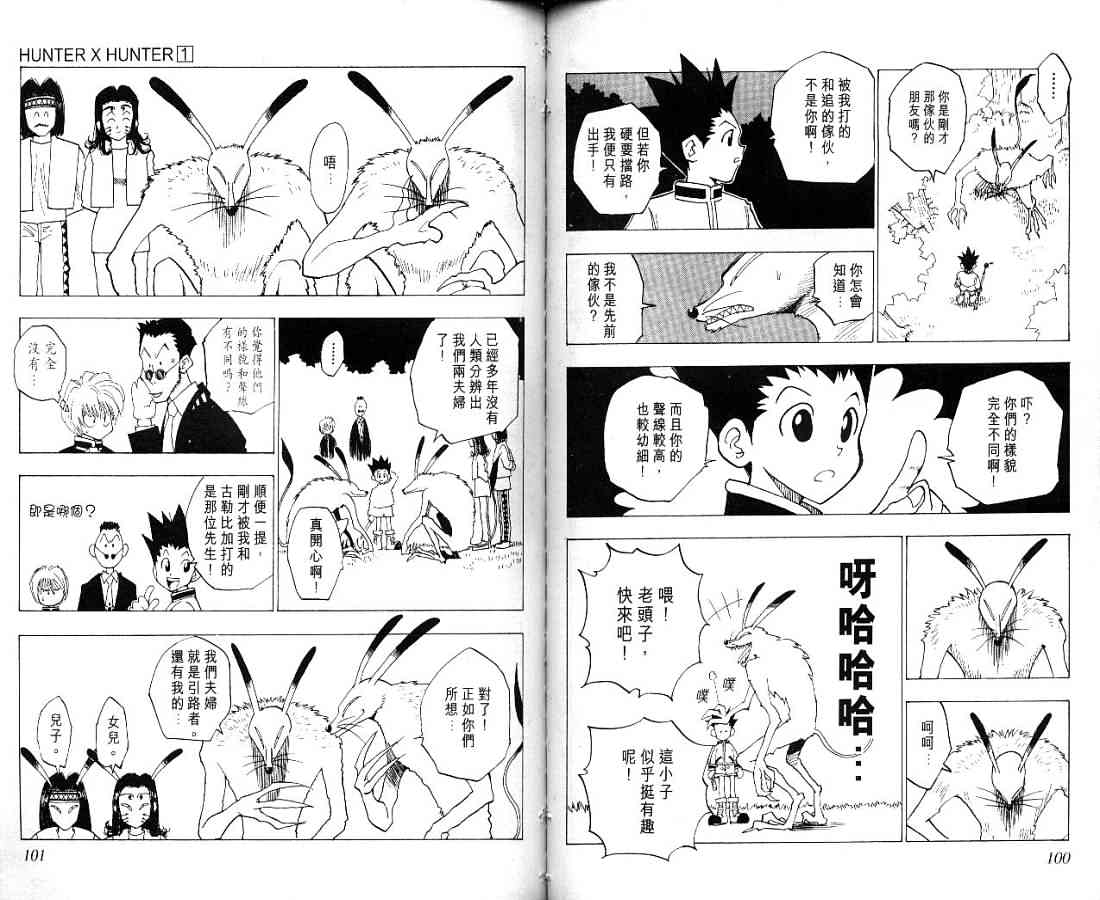 ……
你是剛才
那傢伙的
朋友嗎？
被我打的
和追的傢伙，
不是你啊！
但若你
硬要擋路，
我便只有
出手！
你怎會
知道…
我不是先前
的傢伙？
吓？
你們的樣貌
完全不同啊！
而且你的
聲線較高，
也較幼細！
呵呵…
呀哈哈哈…
喂！
老頭子，
快來吧！
噗
噗
這小子
似乎挺有趣
呢！
100
HUNTER X HUNTER 1
唔…
己經多年沒有
人類分辨出
我們兩夫婦
了！
…
真開心啊！
你覺得他們
的樣貌和聲線
有不同嗎？
完全
沒有…
順便一提，
剛才被我和
古勒比加打的
是那位先生！
即是哪個？
對了！
正如你們
所想…
我們夫婦
就是引路者。
還有我的…
女兒。
兒子。
101